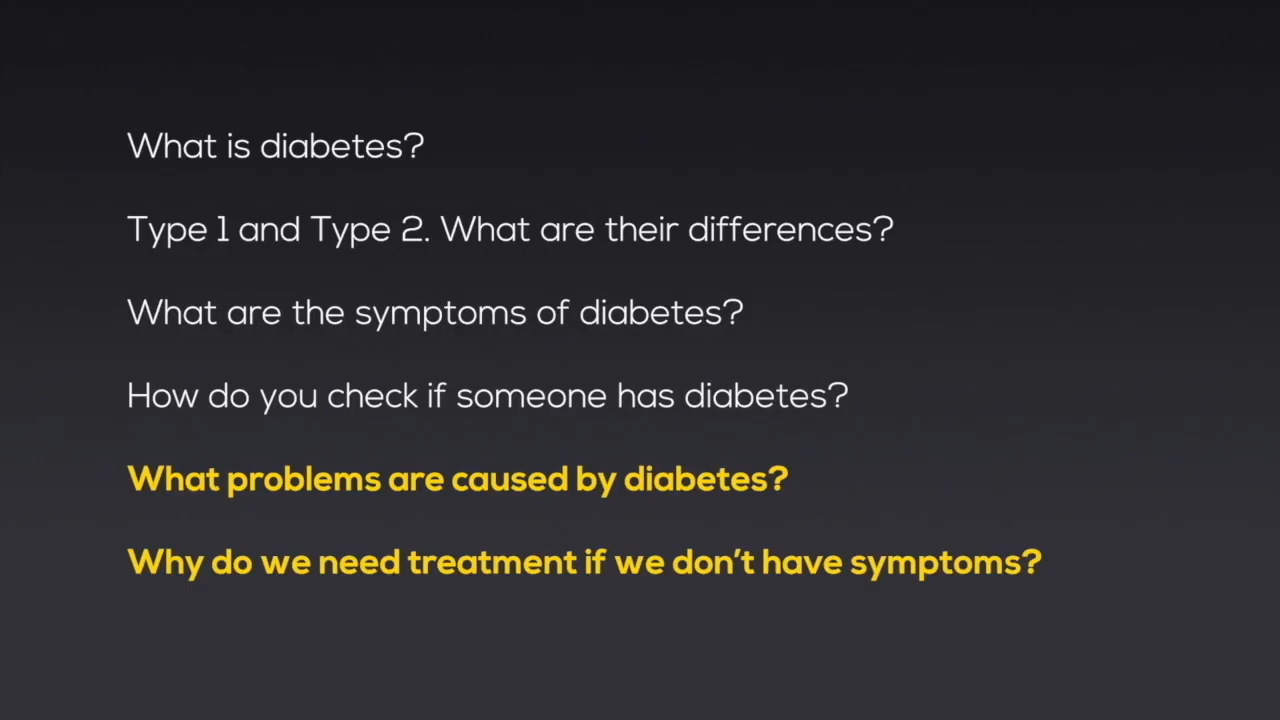 What is diabetes?
Type 1 and Type 2. What are their differences?
What are the symptoms of diabetes?
How do you check if someone has diabetes?
What problems are caused by diabetes?
Why do we need treatment if we don’t have symptoms?